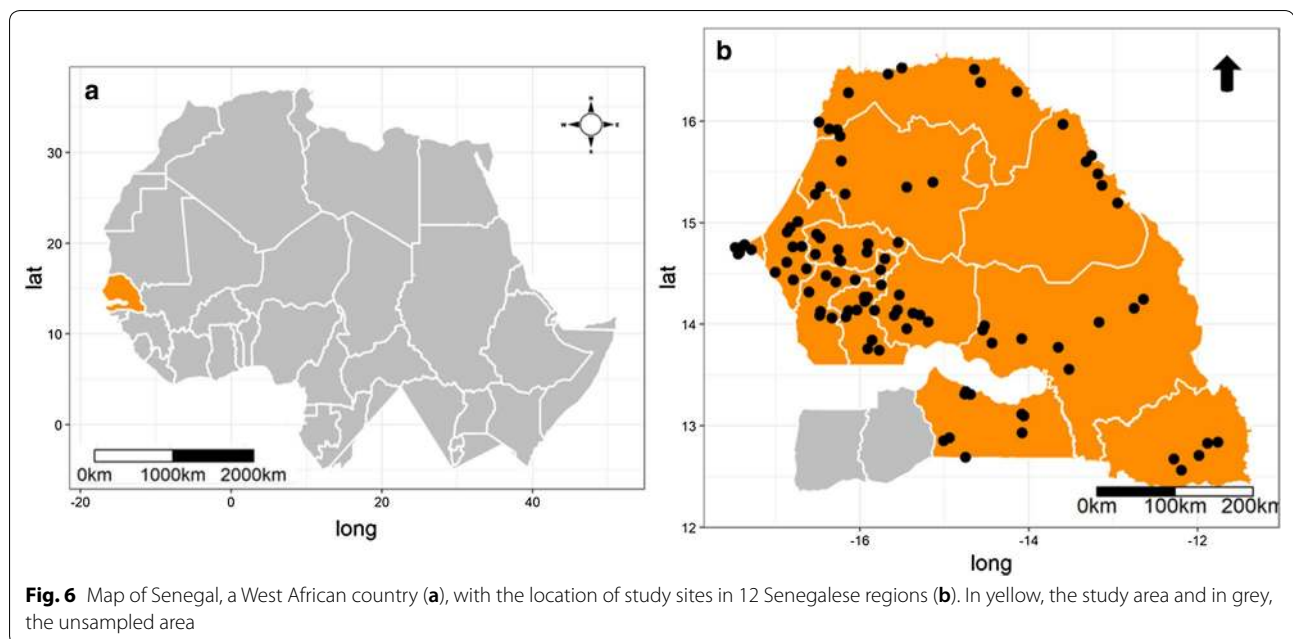 a
lat
30
20
10
0
N
W E
S
0km 1000km 2000km
-20 0 20 40
long
b
lat
16
15
14
13
12
0km 100km 200km
-16 -14 -12
long
Fig. 6 Map of Senegal, a West African country (a), with the location of study sites in 12 Senegalese regions (b). In yellow, the study area and in grey,
the unsampled area